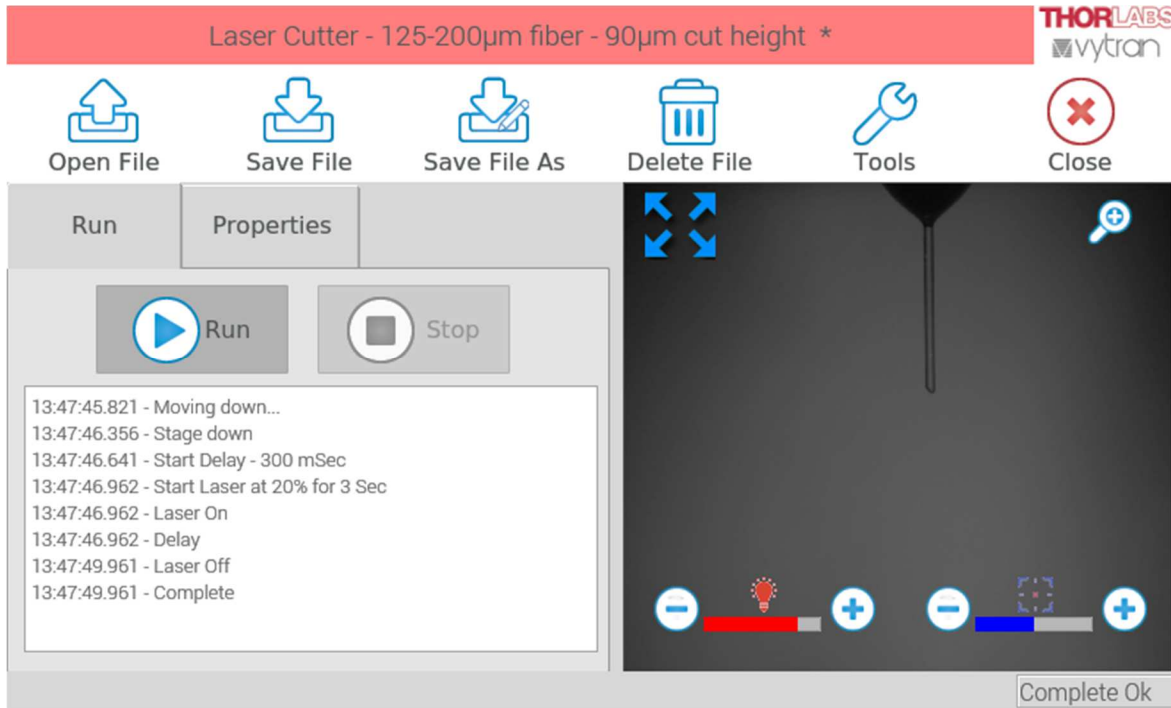 Laser Cutter - 125-200µm fiber - 90µm cut height *
THORLABS
vytran
Open File
Save File
Save File As
Delete File
Tools
Close
Run
Properties
Run
Stop
13:47:45.821 - Moving down...
13:47:46.356 - Stage down
13:47:46.641 - Start Delay - 300 mSec
13:47:46.962 - Start Laser at 20% for 3 Sec
13:47:46.962 - Laser On
13:47:46.962 - Delay
13:47:49.961 - Laser Off
13:47:49.961 - Complete
Complete Ok